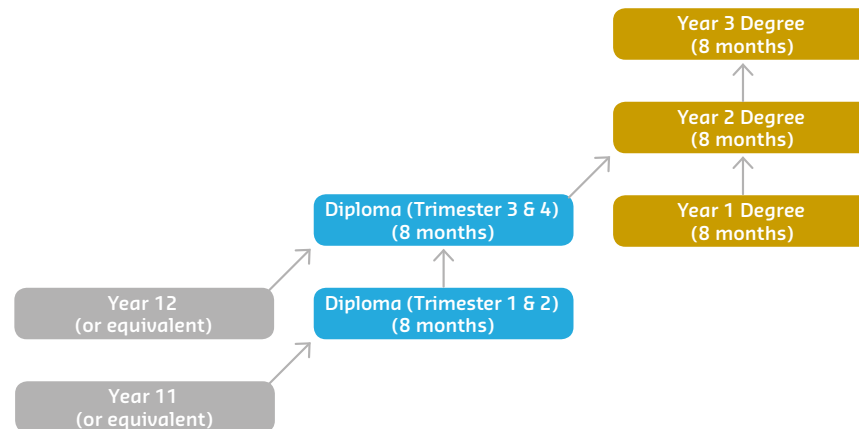 Year 3 Degree
(8 months)
Year 2 Degree
(8 months)
Diploma (Trimester 3 & 4)
(8 months)
Year 1 Degree
(8 months)
Year 12
(or equivalent)
Diploma (Trimester 1 & 2)
(8 months)
Year 11
(or equivalent)